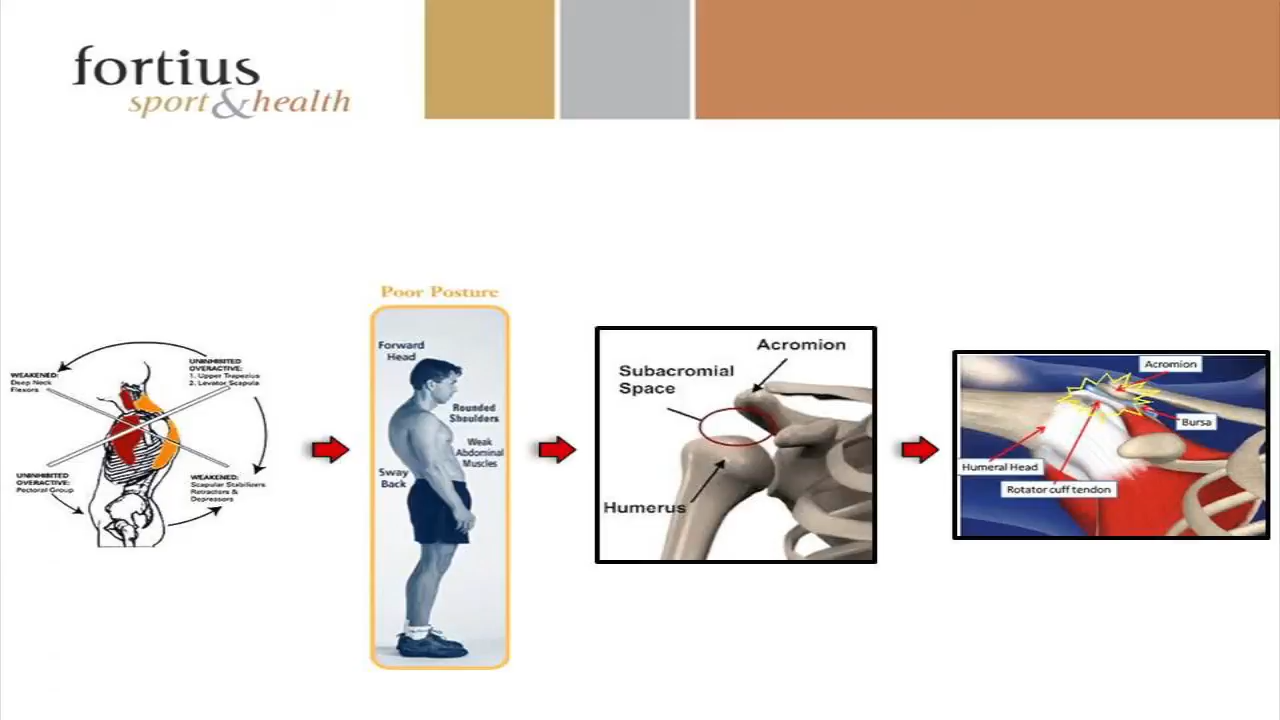 fortius
sport&health
WEAKENED:
Deep Neck
Flexors
UNINHIBITED
OVERACTIVE:
1. Upper Trapezius
2. Levator Scapula
UNINHIBITED
OVERACTIVE:
Pectoral Group
WEAKENED:
Scapular Stabilizers
Retractors &
Depressors
Poor Posture
Forward
Head
Rounded
Shoulders
Weak
Abdominal
Muscles
Sway
Back
Acromion
Subacromial
Space
Humerus
Acromion
Bursa
Humeral Head
Rotator cuff tendon